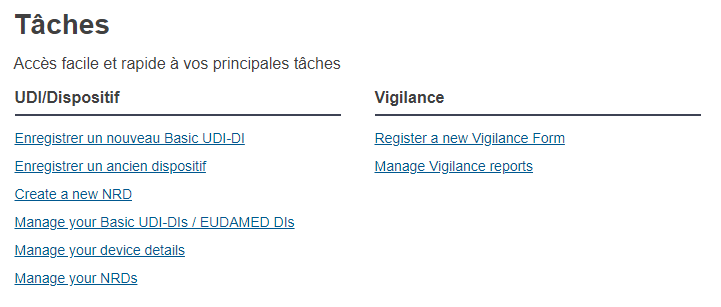 Tâches
Accès facile et rapide à vos principales tâches
UDI/Dispositif
Enregistrer un nouveau Basic UDI-DI
Enregistrer un ancien dispositif
Create a new NRD
Manage your Basic UDI-DIs / EUDAMED DIs
Manage your device details
Manage your NRDs
Vigilance
Register a new Vigilance Form
Manage Vigilance reports